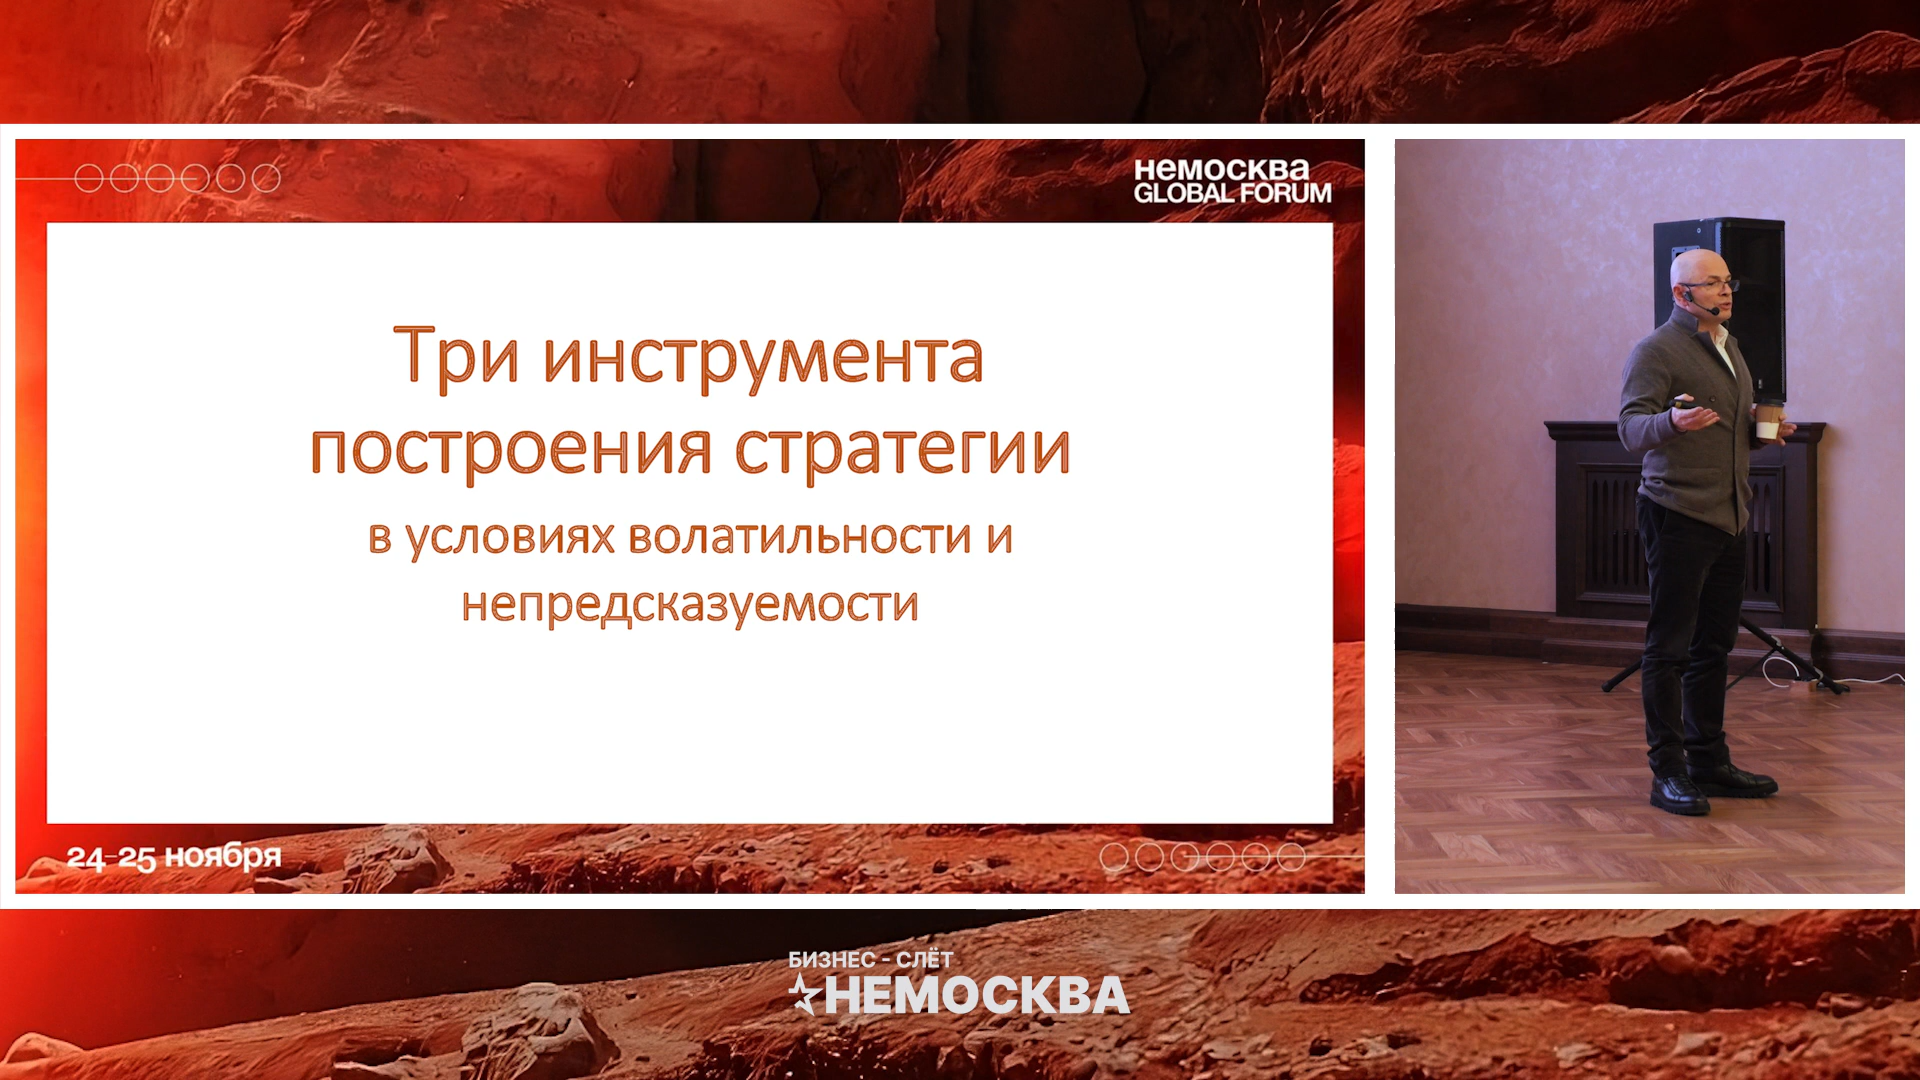 немосква
GLOBAL FORUM
Три инструмента
построения стратегии
в условиях волатильности и
непредсказуемости
24-25 ноября
БИЗНЕС - СЛЁТ
НЕМОСКВА